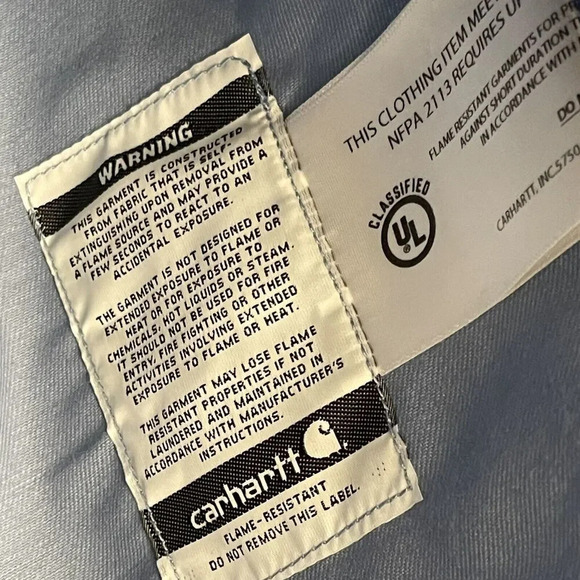 WARNING
THIS GARMENT IS CONSTRUCTED
FROM FABRIC THAT IS SELF-
EXTINGUISHING UPON REMOVAL FROM
A FLAME SOURCE AND MAY PROVIDE A
FEW SECONDS TO REACT TO AN
ACCIDENTAL EXPOSURE.
THE GARMENT IS NOT DESIGNED FOR
EXTENDED EXPOSURE TO FLAME OR
HEAT OR FOR EXPOSURE TO
CHEMICALS, HOT LIQUIDS OR STEAM.
IT SHOULD NOT BE USED FOR FIRE
ENTRY, FIRE FIGHTING OR OTHER
ACTIVITIES INVOLVING EXTENDED
EXPOSURE TO FLAME OR HEAT.
THIS GARMENT MAY LOSE FLAME
RESISTANT PROPERTIES IF NOT
LAUNDERED AND MAINTAINED IN
ACCORDANCE WITH MANUFACTURER'S
INSTRUCTIONS.
carhartt
FLAME-RESISTANT
DO NOT REMOVE THIS LABEL.
THIS CLOTHING ITEM MEE
NFPA 2113 REQUIRES U
FLAME RESISTANT GARMENTS FOR PR
AGAINST SHORT DURATION T
IN ACCORDANCE WITH
DO
CLASSIFIED
UL
CARHARTT, INC. 5750